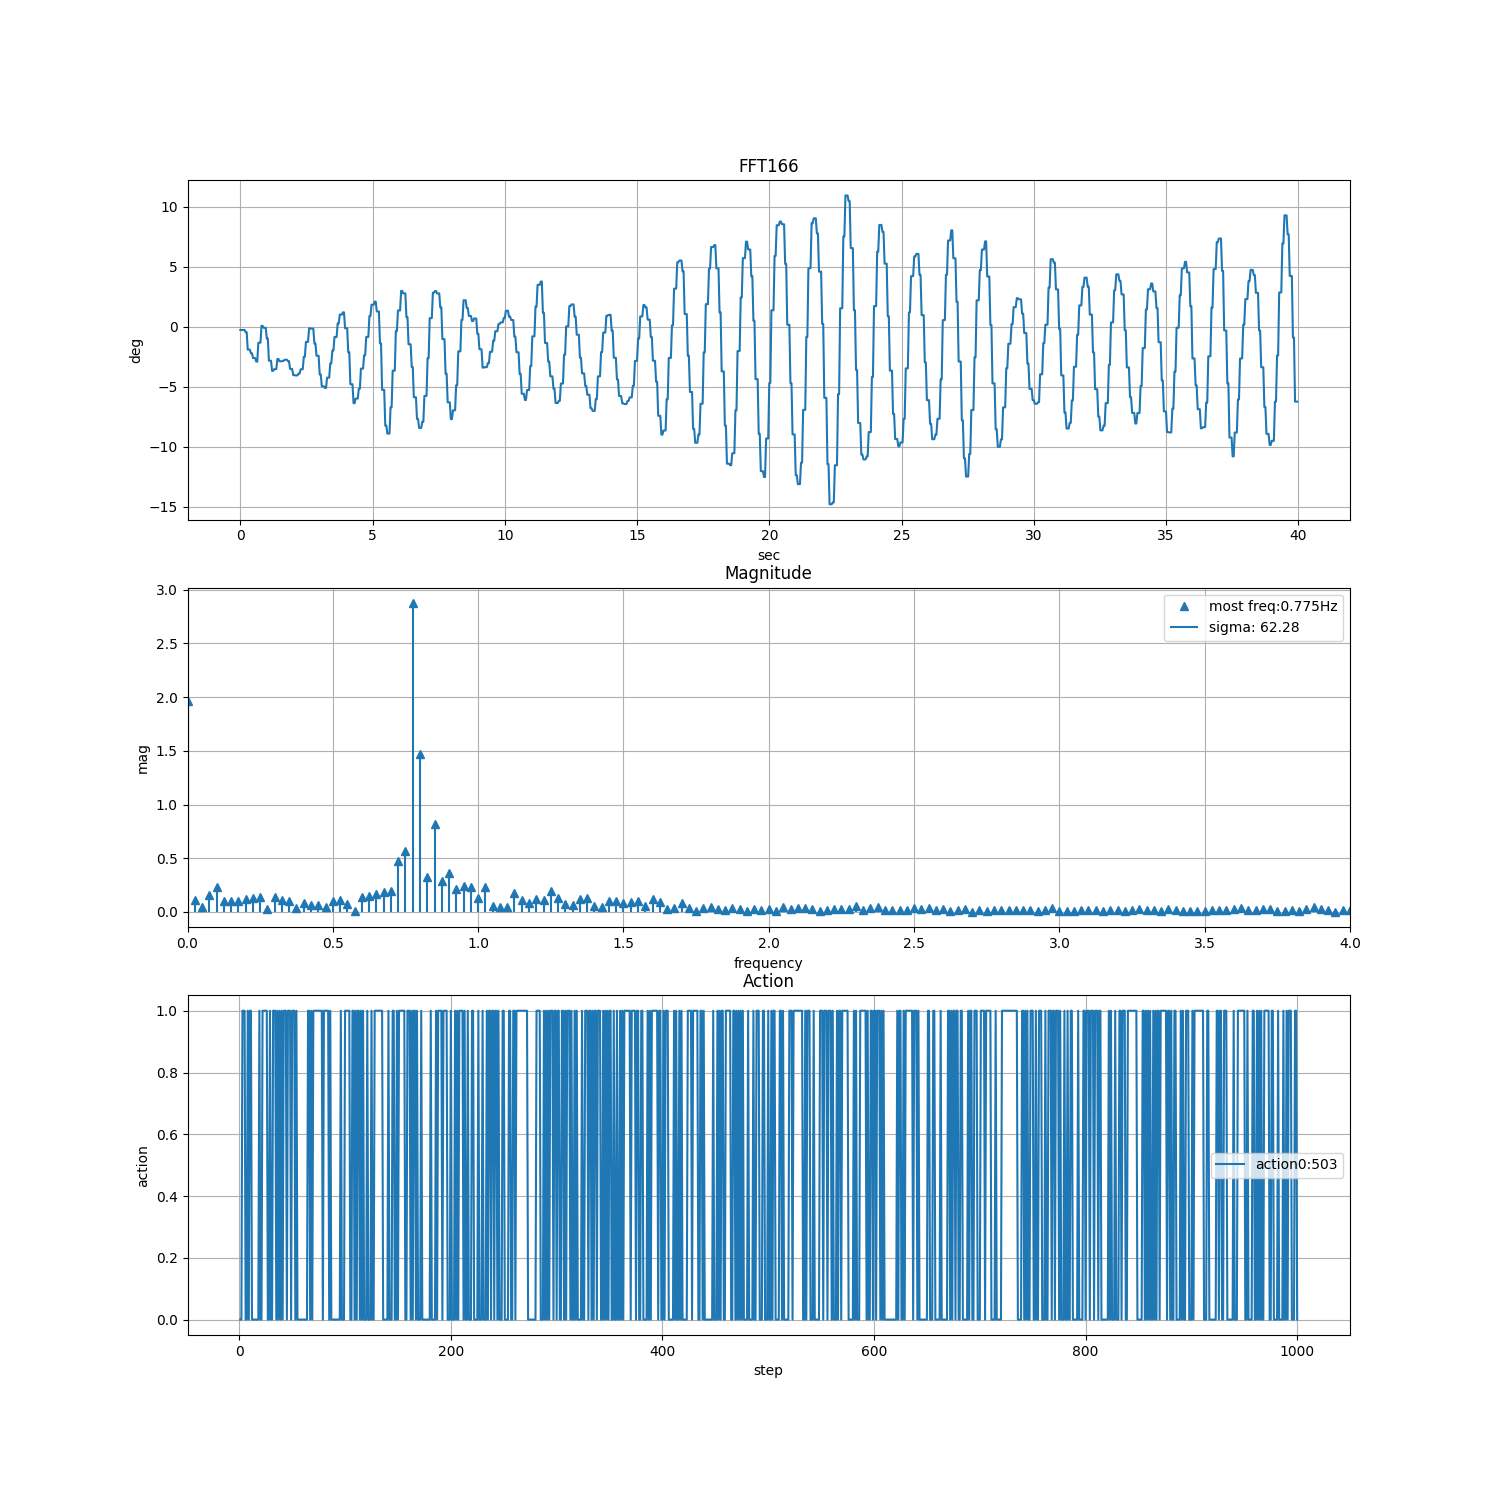 FFT166
10
5
0
−5
−10
−15
deg
0 5 10 15 20 25 30 35 40
sec
Magnitude
3.0
2.5
2.0
1.5
1.0
0.5
0.0
mag
most freq:0.775Hz
sigma: 62.28
0.0 0.5 1.0 1.5 2.0 2.5 3.0 3.5 4.0
frequency
Action
1.0
0.8
0.6
0.4
0.2
0.0
action
action0:503
0 200 400 600 800 1000
step